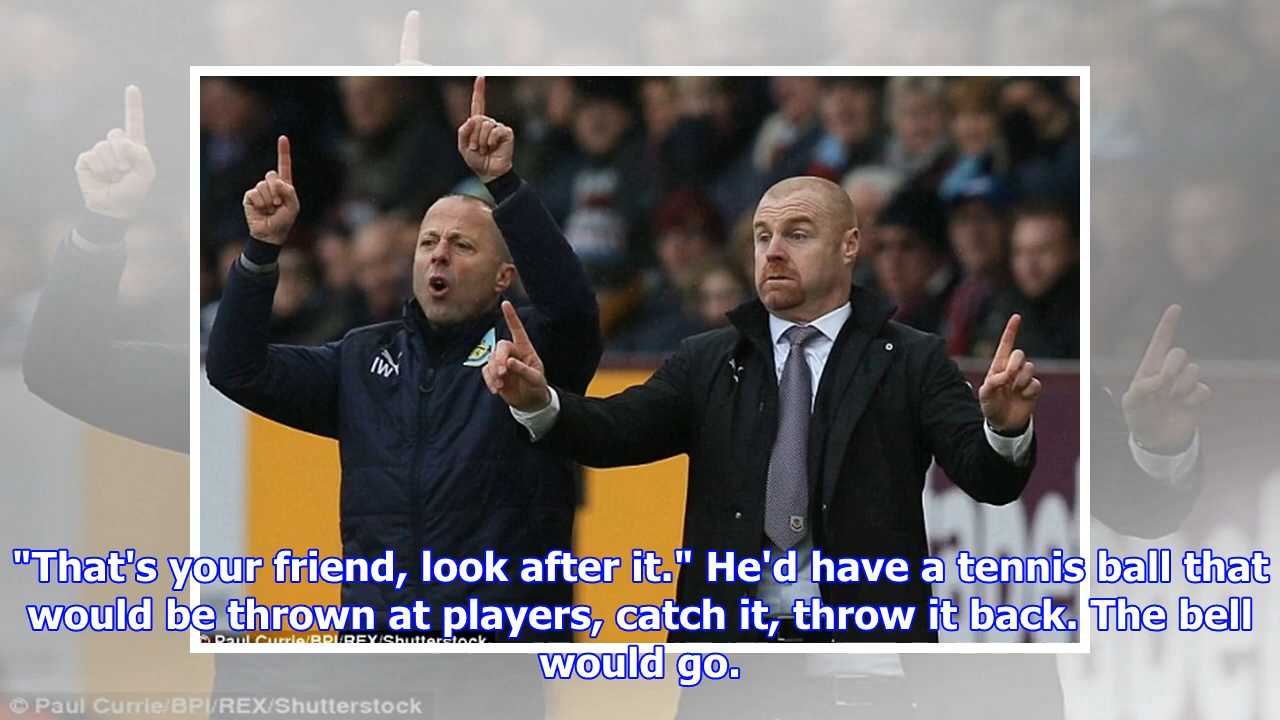 IW
"That's your friend, look after it." He'd have a tennis ball that
would be thrown at players, catch it, throw it back. The bell
would go.
© Paul Currie/BPI/REX/Shutterstock
© Paul Currie/BPI/REX/Shutterstock